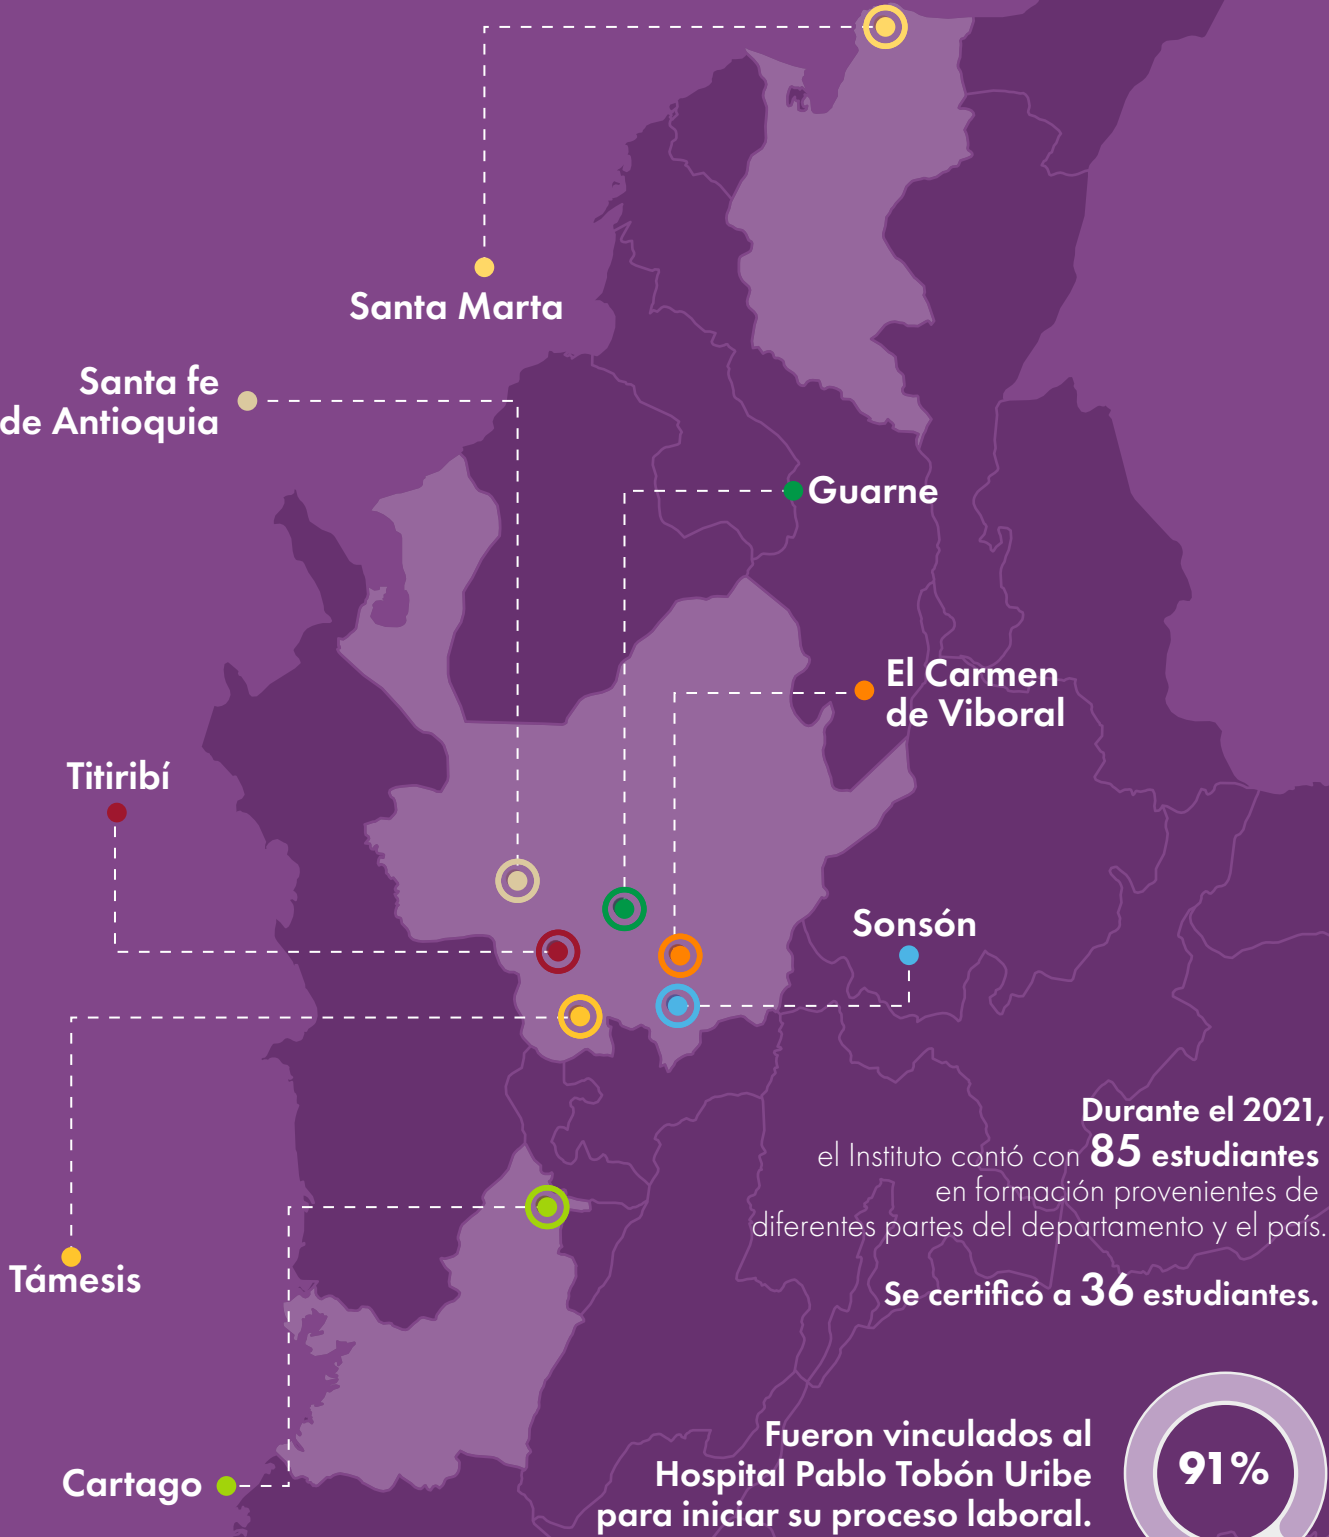 Santa Marta
Santa fe
de Antioquia
Guarne
El Carmen
de Viboral
Titiribí
Sonsón
Támesis
Cartago
Durante el 2021,
el Instituto contó con 85 estudiantes
en formación provenientes de
diferentes partes del departamento y el país.
Se certificó a 36 estudiantes.
Fueron vinculados al
Hospital Pablo Tobón Uribe
para iniciar su proceso laboral.
91%